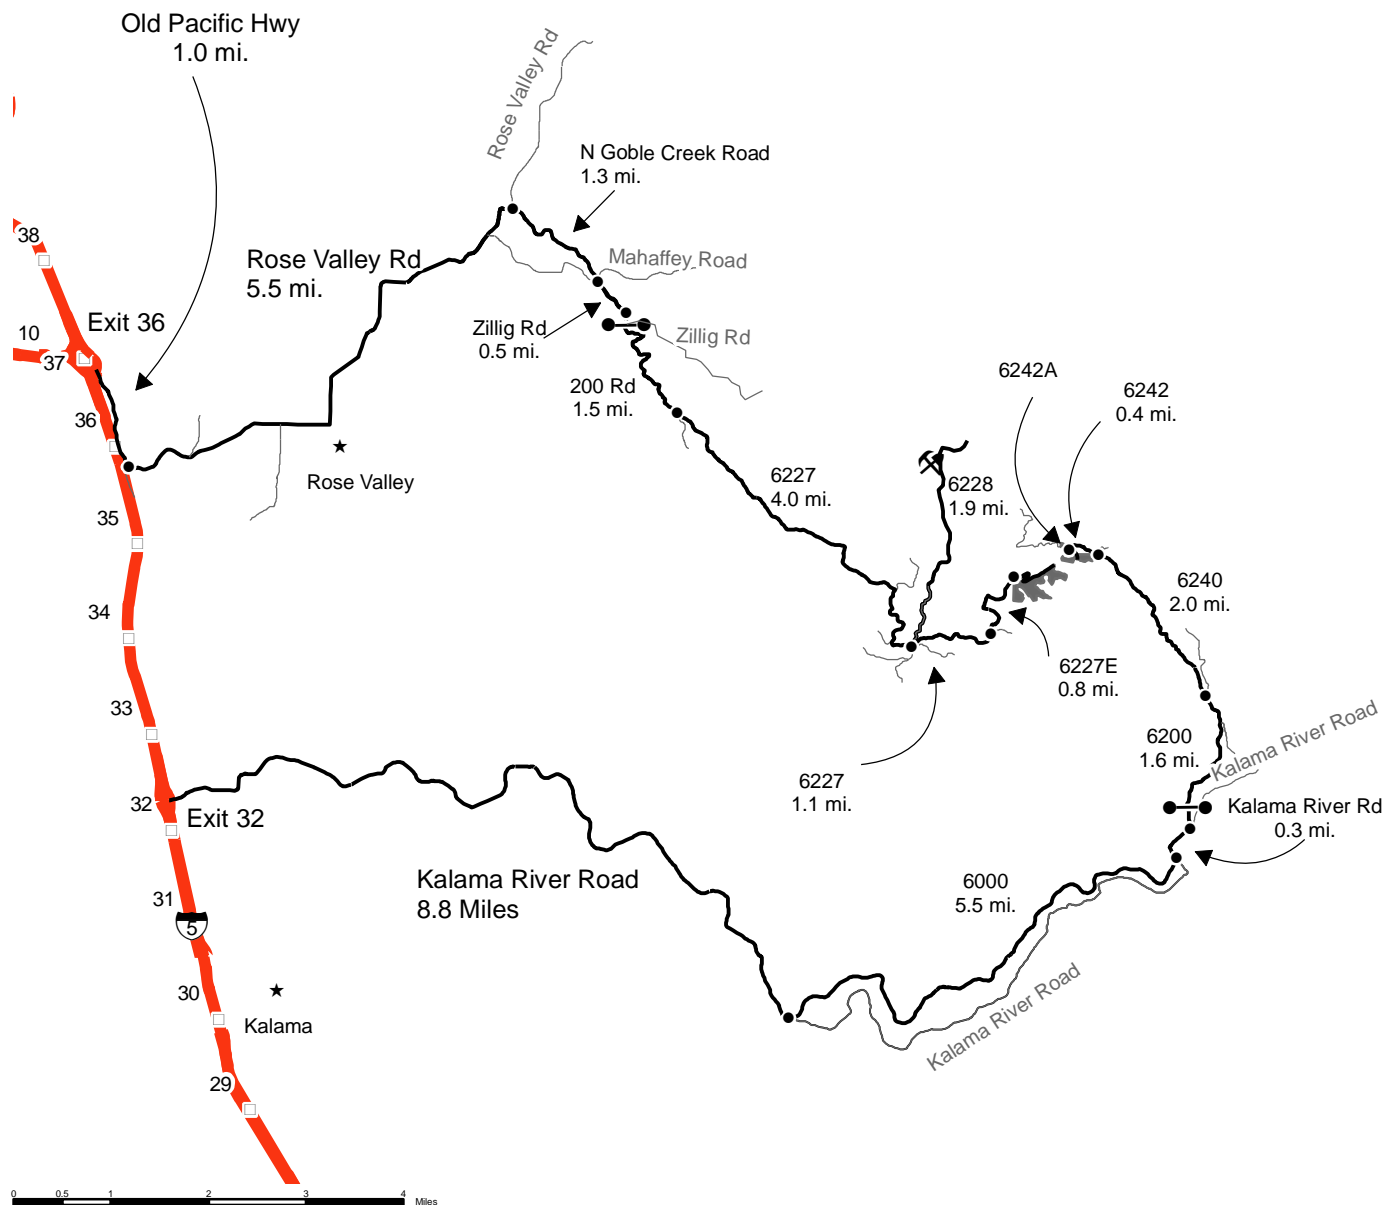 Old Pacific Hwy
1.0 mi.
Rose Valley Rd
N Goble Creek Road
1.3 mi.
38
Rose Valley Rd
5.5 mi.
Mahaffey Road
Exit 36
10
37
Zillig Rd
0.5 mi.
Zillig Rd
200 Rd
1.5 mi.
6242A
6242
0.4 mi.
36
Rose Valley
6227
4.0 mi.
6228
1.9 mi.
35
6240
2.0 mi.
34
6227E
0.8 mi.
33
6200
1.6 mi.
Kalama River Road
6227
1.1 mi.
32
Exit 32
Kalama River Rd
0.3 mi.
Kalama River Road
8.8 Miles
6000
5.5 mi.
31
5
30
Kalama
Kalama River Road
29
0 0.5 1 2 3 4
Miles